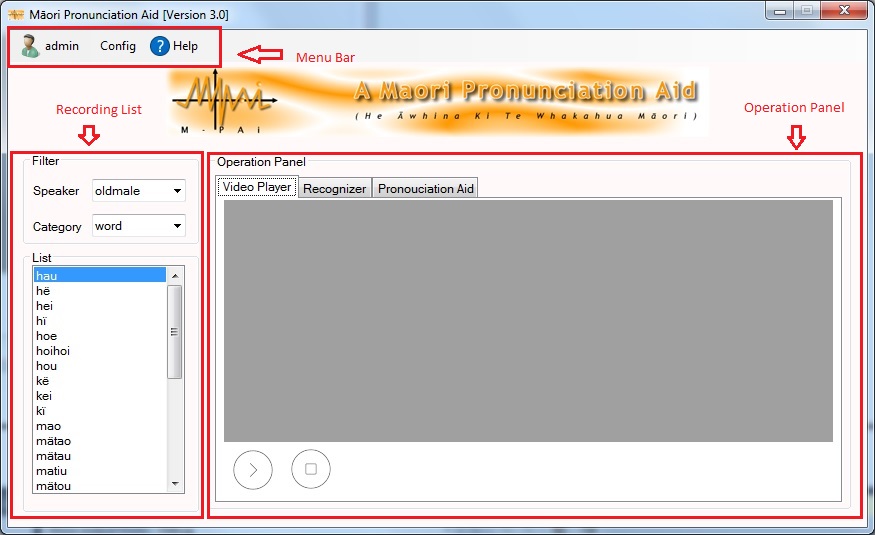 Māori Pronunciation Aid [Version 3.0]
admin Config ? Help
Menu Bar
M - P A i
A Maori Pronunciation Aid
(He Āwhina Ki Te Whakahua Māori)
Recording List
Operation Panel
Filter
Speaker oldmale
Category word
List
hau
hë
hei
hï
hoe
hoihoi
hou
kë
kei
kï
mao
mätao
mätau
matiu
mätou
Operation Panel
Video Player Recognizer Pronouciation Aid